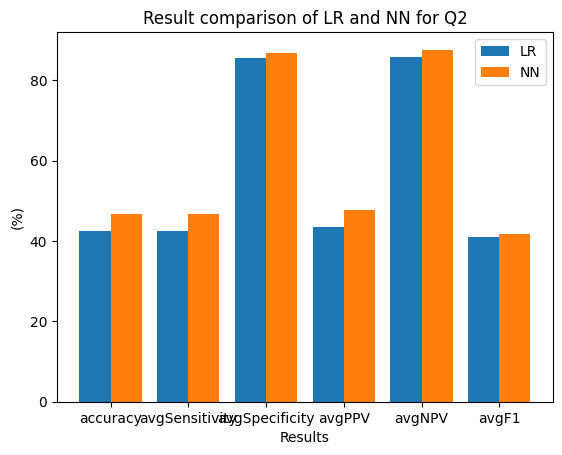 Result comparison of LR and NN for Q2
LR
NN
80
60
40
20
0
(%)
accuracy avgSensitivity avgSpecificity avgPPV avgNPV avgF1
Results